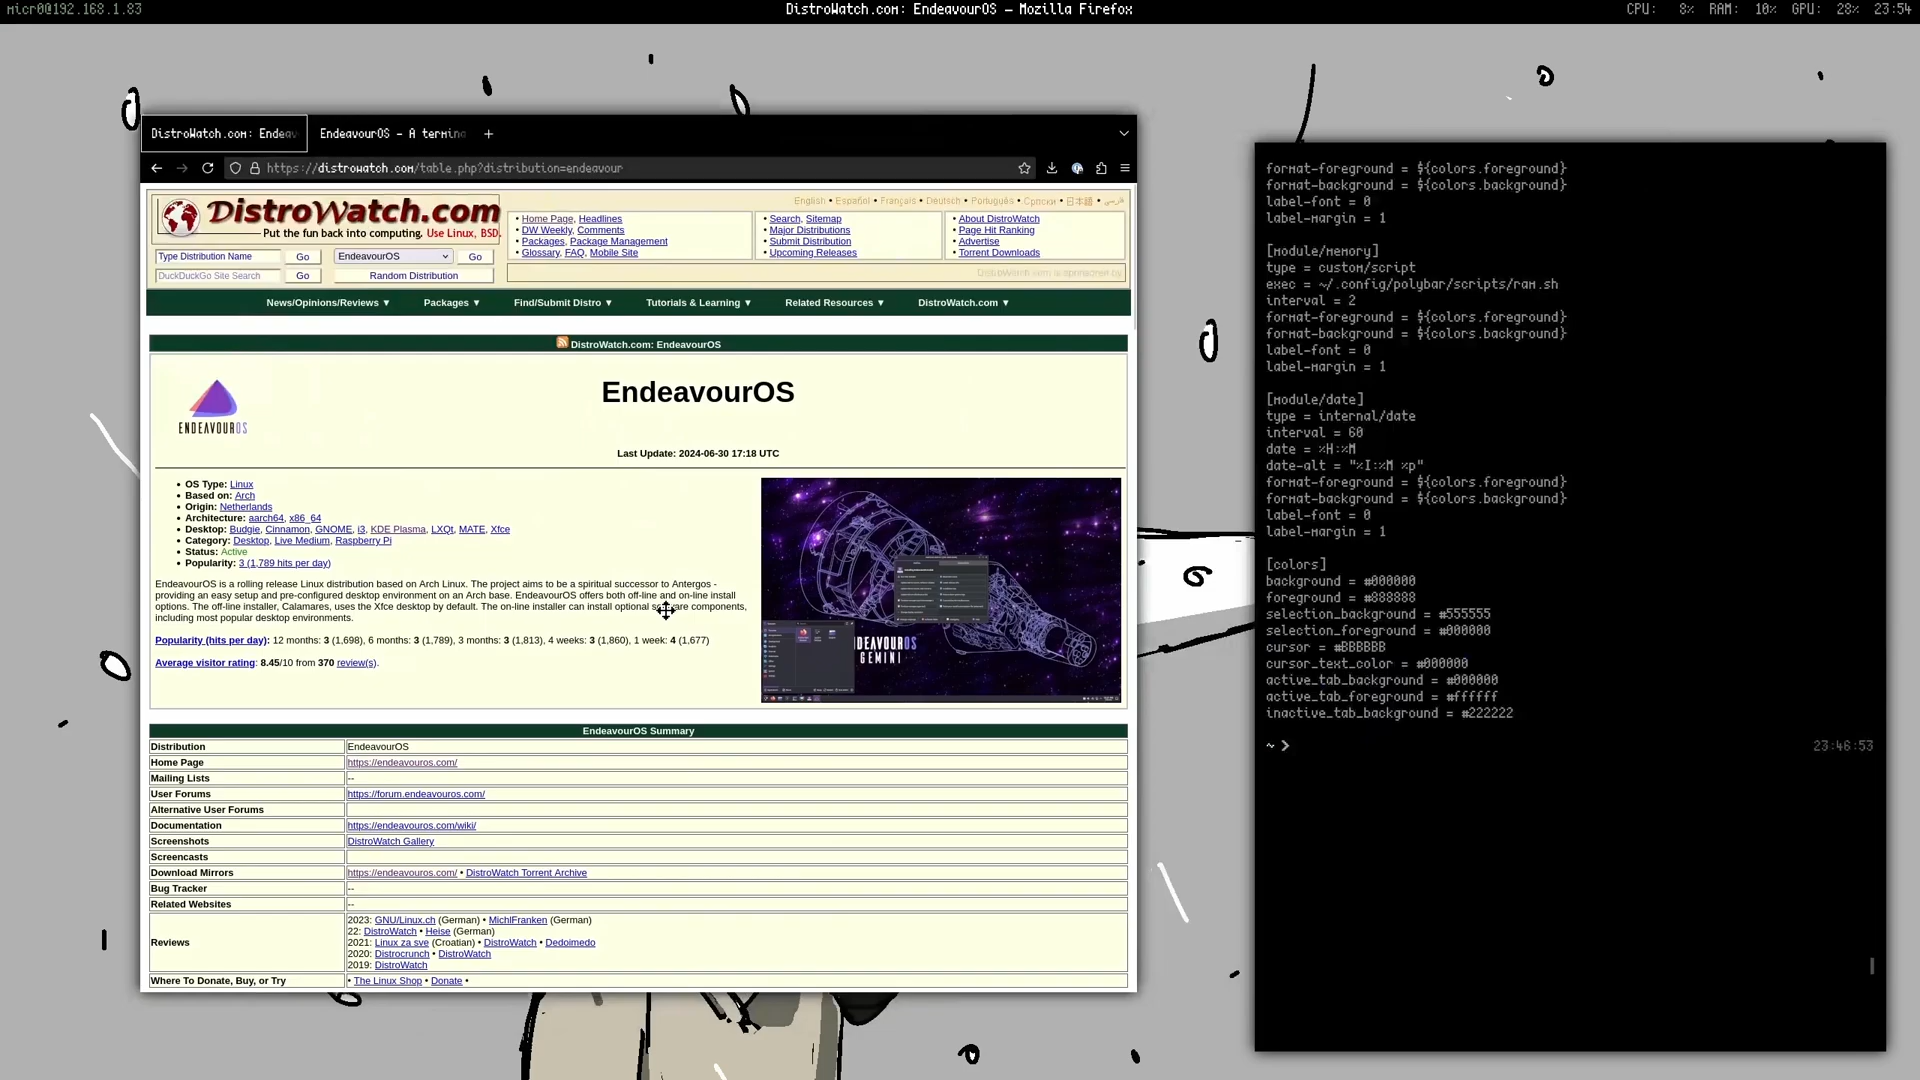 micr0@192.168.1.83
DistroWatch.com: EndeavourOS — Mozilla Firefox
CPU: 8% RAM: 10% GPU: 28% 23:54
DistroWatch.com: Endeav
EndeavourOS – A termina
https://distrowatch.com/table.php?distribution=endeavour
DistroWatch.com
Put the fun back into computing. Use Linux, BSD.
English • Español • Français • Deutsch • Português • Српски • 日本語 • فارسی
• Home Page, Headlines
• DW Weekly, Comments
• Packages, Package Management
• Glossary, FAQ, Mobile Site
• Search, Sitemap
• Major Distributions
• Submit Distribution
• Upcoming Releases
• About DistroWatch
• Page Hit Ranking
• Advertise
• Torrent Downloads
Type Distribution Name Go EndeavourOS Go
DuckDuckGo Site Search Go Random Distribution
DistroWatch.com is sponsored by
News/Opinions/Reviews ▼ Packages ▼ Find/Submit Distro ▼ Tutorials & Learning ▼ Related Resources ▼ DistroWatch.com ▼
DistroWatch.com: EndeavourOS
ENDEAVOUROS
EndeavourOS
Last Update: 2024-06-30 17:18 UTC
• OS Type: Linux
• Based on: Arch
• Origin: Netherlands
• Architecture: aarch64, x86_64
• Desktop: Budgie, Cinnamon, GNOME, i3, KDE Plasma, LXQt, MATE, Xfce
• Category: Desktop, Live Medium, Raspberry Pi
• Status: Active
• Popularity: 3 (1,789 hits per day)
EndeavourOS is a rolling release Linux distribution based on Arch Linux. The project aims to be a spiritual successor to Antergos -
providing an easy setup and pre-configured desktop environment on an Arch base. EndeavourOS offers both off-line and on-line install
options. The off-line installer, Calamares, uses the Xfce desktop by default. The on-line installer can install optional software components,
including most popular desktop environments.
Popularity (hits per day): 12 months: 3 (1,698), 6 months: 3 (1,789), 3 months: 3 (1,813), 4 weeks: 3 (1,860), 1 week: 4 (1,677)
Average visitor rating: 8.45/10 from 370 review(s).
NDEAVOUROS
GEMINI
EndeavourOS Summary
Distribution EndeavourOS
Home Page https://endeavouros.com/
Mailing Lists --
User Forums https://forum.endeavouros.com/
Alternative User Forums
Documentation https://endeavouros.com/wiki/
Screenshots DistroWatch Gallery
Screencasts
Download Mirrors https://endeavouros.com/ • DistroWatch Torrent Archive
Bug Tracker --
Related Websites --
Reviews
2023: GNU/Linux.ch (German) • MichlFranken (German)
22: DistroWatch • Heise (German)
2021: Linux za sve (Croatian) • DistroWatch • Dedoimedo
2020: Distrocrunch • DistroWatch
2019: DistroWatch
Where To Donate, Buy, or Try • The Linux Shop • Donate •
format-foreground = ${colors.foreground}
format-background = ${colors.background}
label-font = 0
label-margin = 1
[module/memory]
type = custom/script
exec = ~/.config/polybar/scripts/ram.sh
interval = 2
format-foreground = ${colors.foreground}
format-background = ${colors.background}
label-font = 0
label-margin = 1
[module/date]
type = internal/date
interval = 60
date = %H:%M
date-alt = "%I:%M %p"
format-foreground = ${colors.foreground}
format-background = ${colors.background}
label-font = 0
label-margin = 1
[colors]
background = #000000
foreground = #888888
selection_background = #555555
selection_foreground = #000000
cursor = #BBBBBB
cursor_text_color = #000000
active_tab_background = #000000
active_tab_foreground = #ffffff
inactive_tab_background = #222222
~ ❯ 23:46:53